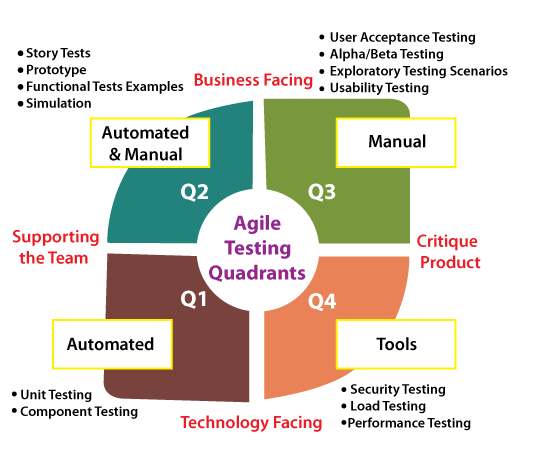 • Story Tests
• Prototype
• Functional Tests Examples
• Simulation
Business Facing
• User Acceptance Testing
• Alpha/Beta Testing
• Exploratory Testing Scenarios
• Usability Testing
Automated
& Manual
Manual
Q2
Q3
Supporting
the Team
Agile
Testing
Quadrants
Critique
Product
Q1
Q4
Automated
Tools
• Unit Testing
• Component Testing
Technology Facing
• Security Testing
• Load Testing
•Performance Testing